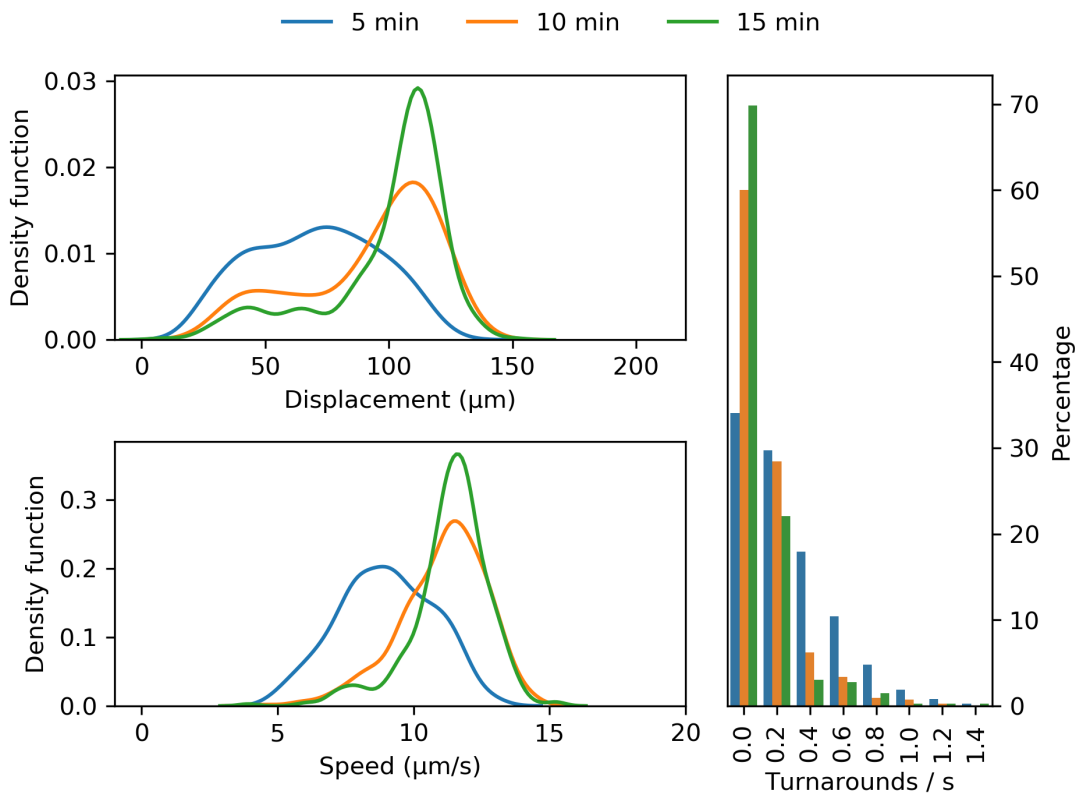 5 min 10 min 15 min
Density function
0.03
0.02
0.01
0.00
0 50 100 150 200
Displacement (μm)
Density function
0.3
0.2
0.1
0.0
0 5 10 15 20
Speed (μm/s)
70
60
50
40
30
20
10
0
Percentage
0.0 0.2 0.4 0.6 0.8 1.0 1.2 1.4
Turnarounds / s